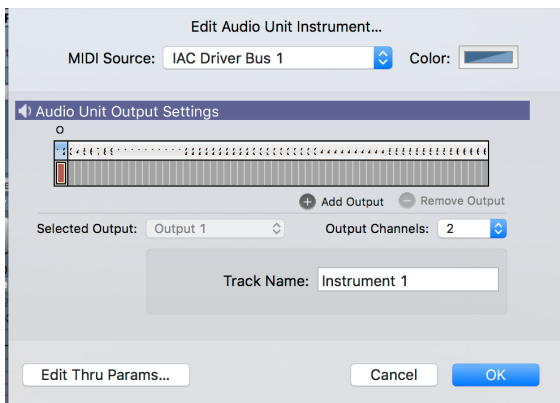 Edit Audio Unit Instrument...
MIDI Source: IAC Driver Bus 1 Color:
Audio Unit Output Settings
O
Add Output Remove Output
Selected Output: Output 1 Output Channels: 2
Track Name: Instrument 1
Edit Thru Params... Cancel OK